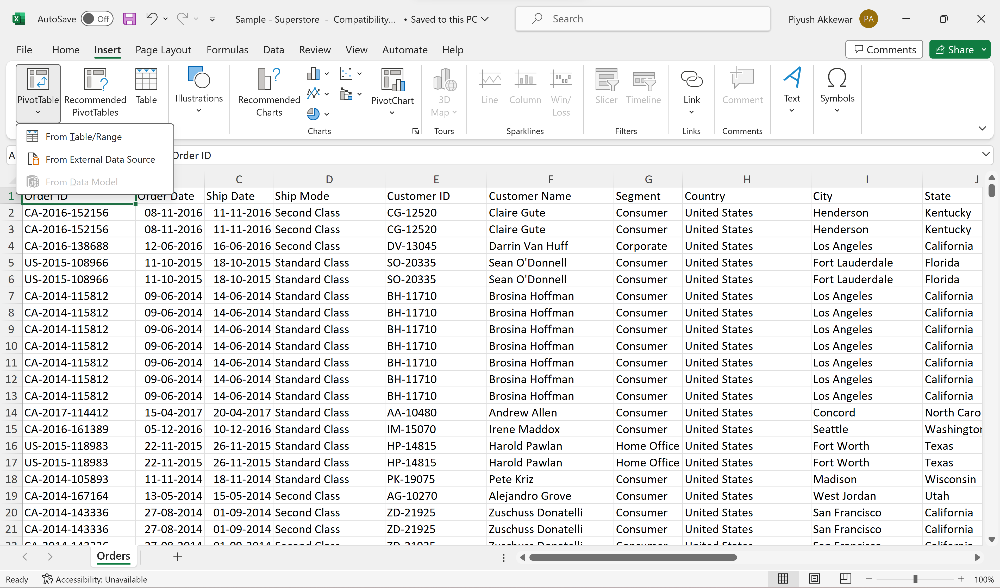 AutoSave Off Sample - Superstore - Compatibility... • Saved to this PC Search Piyush Akkewar PA
File Home Insert Page Layout Formulas Data Review View Automate Help Comments Share
PivotTable Recommended PivotTables Table Illustrations Recommended Charts PivotChart 3D Map Line Column Win/Loss Slicer Timeline Link Comment Text Symbols
Charts Tours Sparklines Filters Links Comments
From Table/Range
From External Data Source
From Data Model
A Order ID
C D E F G H I J
1 Order ID Order Date Ship Date Ship Mode Customer ID Customer Name Segment Country City State
2 CA-2016-152156 08-11-2016 11-11-2016 Second Class CG-12520 Claire Gute Consumer United States Henderson Kentucky
3 CA-2016-152156 08-11-2016 11-11-2016 Second Class CG-12520 Claire Gute Consumer United States Henderson Kentucky
4 CA-2016-138688 12-06-2016 16-06-2016 Second Class DV-13045 Darrin Van Huff Corporate United States Los Angeles California
5 US-2015-108966 11-10-2015 18-10-2015 Standard Class SO-20335 Sean O'Donnell Consumer United States Fort Lauderdale Florida
6 US-2015-108966 11-10-2015 18-10-2015 Standard Class SO-20335 Sean O'Donnell Consumer United States Fort Lauderdale Florida
7 CA-2014-115812 09-06-2014 14-06-2014 Standard Class BH-11710 Brosina Hoffman Consumer United States Los Angeles California
8 CA-2014-115812 09-06-2014 14-06-2014 Standard Class BH-11710 Brosina Hoffman Consumer United States Los Angeles California
9 CA-2014-115812 09-06-2014 14-06-2014 Standard Class BH-11710 Brosina Hoffman Consumer United States Los Angeles California
10 CA-2014-115812 09-06-2014 14-06-2014 Standard Class BH-11710 Brosina Hoffman Consumer United States Los Angeles California
11 CA-2014-115812 09-06-2014 14-06-2014 Standard Class BH-11710 Brosina Hoffman Consumer United States Los Angeles California
12 CA-2014-115812 09-06-2014 14-06-2014 Standard Class BH-11710 Brosina Hoffman Consumer United States Los Angeles California
13 CA-2014-115812 09-06-2014 14-06-2014 Standard Class BH-11710 Brosina Hoffman Consumer United States Los Angeles California
14 CA-2017-114412 15-04-2017 20-04-2017 Standard Class AA-10480 Andrew Allen Consumer United States Concord North Carol
15 CA-2016-161389 05-12-2016 10-12-2016 Standard Class IM-15070 Irene Maddox Consumer United States Seattle Washington
16 US-2015-118983 22-11-2015 26-11-2015 Standard Class HP-14815 Harold Pawlan Home Office United States Fort Worth Texas
17 US-2015-118983 22-11-2015 26-11-2015 Standard Class HP-14815 Harold Pawlan Home Office United States Fort Worth Texas
18 CA-2014-105893 11-11-2014 18-11-2014 Standard Class PK-19075 Pete Kriz Consumer United States Madison Wisconsin
19 CA-2014-167164 13-05-2014 15-05-2014 Second Class AG-10270 Alejandro Grove Consumer United States West Jordan Utah
20 CA-2014-143336 27-08-2014 01-09-2014 Second Class ZD-21925 Zuschuss Donatelli Consumer United States San Francisco California
21 CA-2014-143336 27-08-2014 01-09-2014 Second Class ZD-21925 Zuschuss Donatelli Consumer United States San Francisco California
22 CA-2014-143336 27-08-2014 01-09-2014 Second Class ZD-21925 Zuschuss Donatelli Consumer United States San Francisco California
Orders
Ready Accessibility: Unavailable 100%